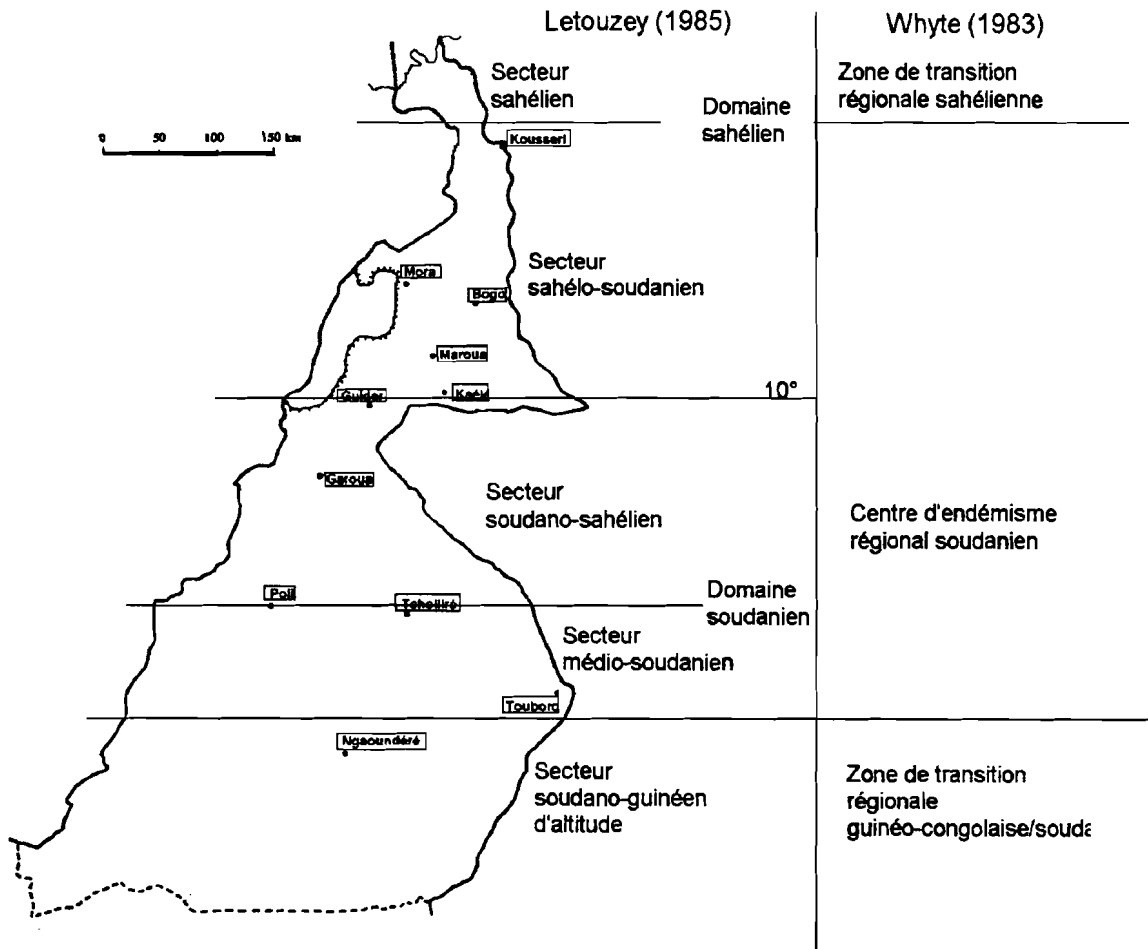 Letouzey (1985)
Whyte (1983)
Secteur
sahélien
Zone de transition
régionale sahélienne
Domaine
sahélien
0 50 100 150 km
Kousseri
Secteur
sahélo-soudanien
Mora
Bogo
Maroua
10°
Guider
Garoua
Secteur
soudano-sahélien
Centre d'endémisme
régional soudanien
Poli
Tcholliré
Domaine
soudanien
Secteur
médio-soudanien
Touboro
Ngaoundéré
Secteur
soudano-guinéen
d'altitude
Zone de transition
régionale
guinéo-congolaise/souda